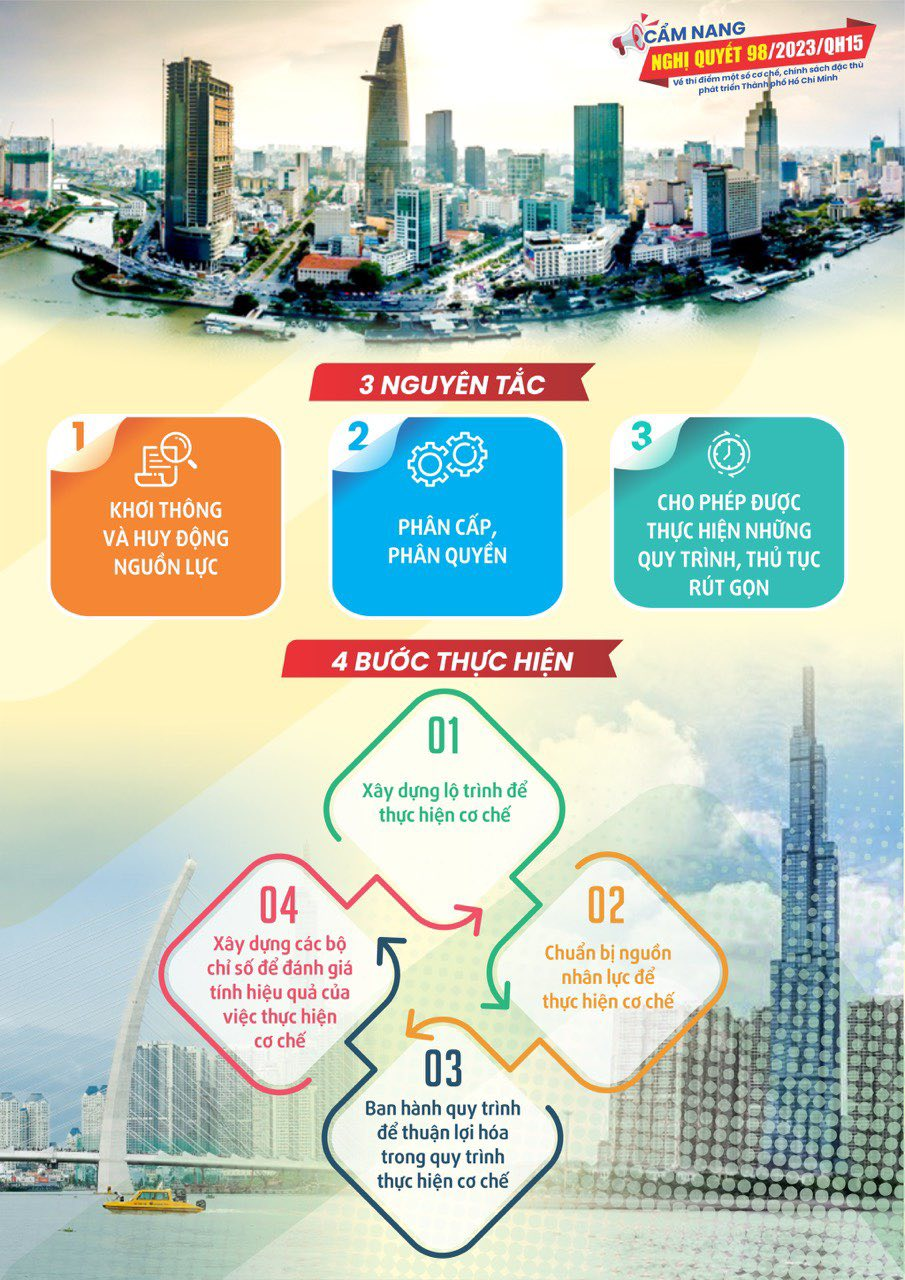 CẨM NANG
NGHỊ QUYẾT 98/2023/QH15
Về thí điểm một số cơ chế, chính sách đặc thù
phát triển Thành phố Hồ Chí Minh
3 NGUYÊN TẮC
1
KHƠI THÔNG
VÀ HUY ĐỘNG
NGUỒN LỰC
2
PHÂN CẤP,
PHÂN QUYỀN
3
CHO PHÉP ĐƯỢC
THỰC HIỆN NHỮNG
QUY TRÌNH, THỦ TỤC
RÚT GỌN
4 BƯỚC THỰC HIỆN
01
Xây dựng lộ trình để
thực hiện cơ chế
02
Chuẩn bị nguồn
nhân lực để
thực hiện cơ chế
03
Ban hành quy trình
để thuận lợi hóa
trong quy trình
thực hiện cơ chế
04
Xây dựng các bộ
chỉ số để đánh giá
tính hiệu quả của
việc thực hiện
cơ chế